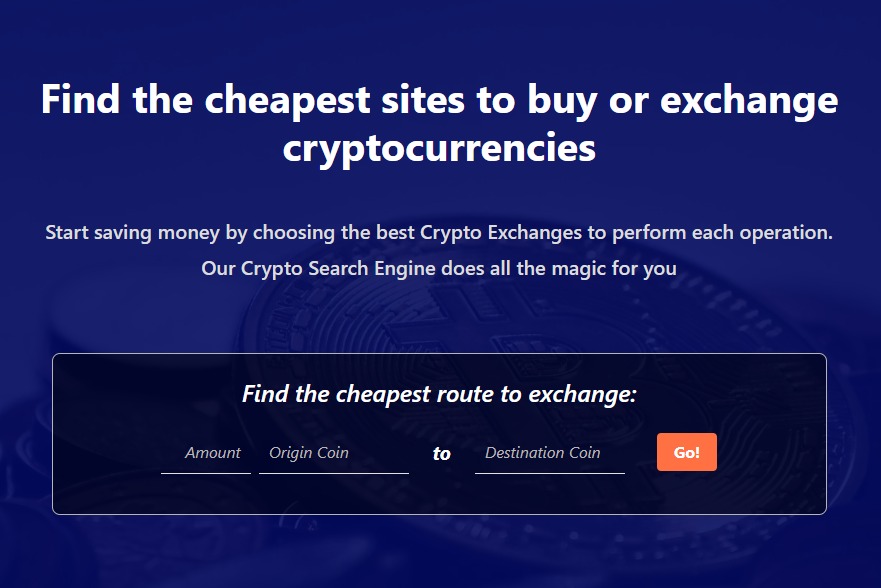 Find the cheapest sites to buy or exchange
cryptocurrencies
Start saving money by choosing the best Crypto Exchanges to perform each operation.
Our Crypto Search Engine does all the magic for you
Find the cheapest route to exchange:
Amount Origin Coin to Destination Coin Go!